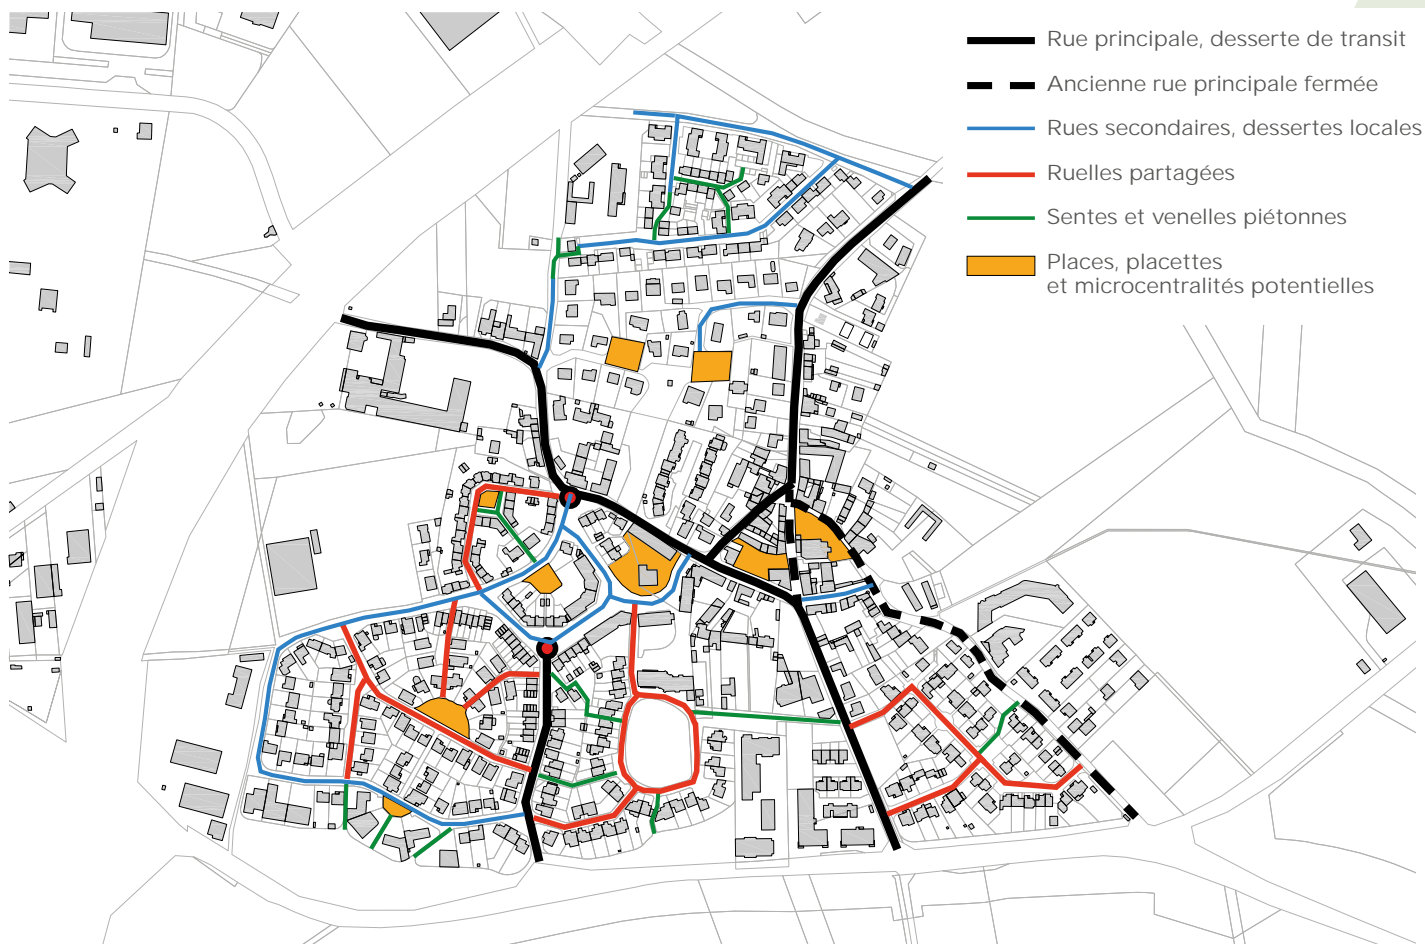 Rue principale, desserte de transit
Ancienne rue principale fermée
Rues secondaires, dessertes locales
Ruelles partagées
Sentes et venelles piétonnes
Places, placettes
et microcentralités potentielles